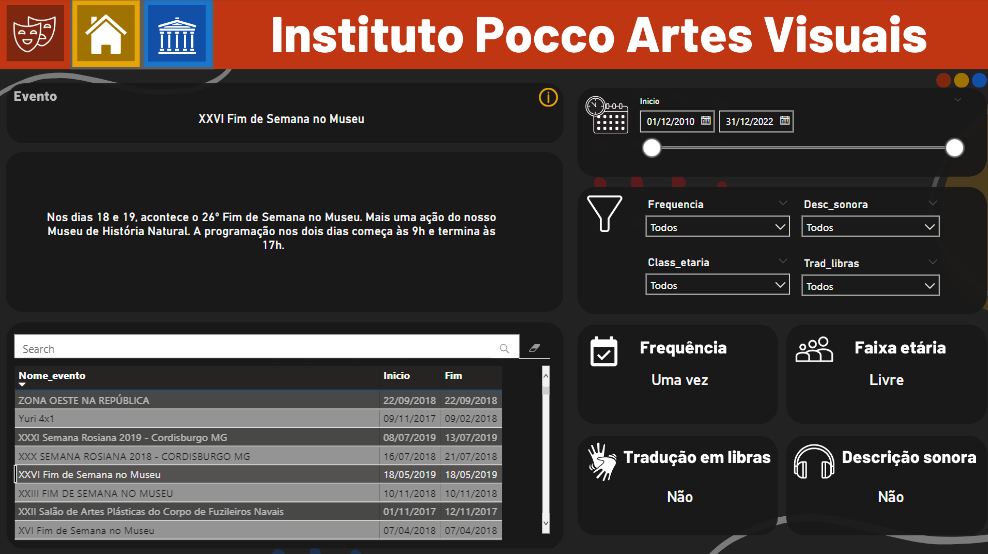 Instituto Pocco Artes Visuais
Evento
XXVI Fim de Semana no Museu
Nos dias 18 e 19, acontece o 26° Fim de Semana no Museu. Mais uma ação do nosso
Museu de História Natural. A programação nos dois dias começa às 9h e termina às
17h.
Search
Nome_evento Inicio Fim
ZONA OESTE NA REPÚBLICA 22/09/2018 22/09/2018
Yuri 4x1 09/11/2017 09/02/2018
XXXI Semana Rosiana 2019 - Cordisburgo MG 08/07/2019 13/07/2019
XXX SEMANA ROSIANA 2018 - CORDISBURGO MG 16/07/2018 21/07/2018
XXVI Fim de Semana no Museu 18/05/2019 18/05/2019
XXIII FIM DE SEMANA NO MUSEU 10/11/2018 10/11/2018
XXII Salão de Artes Plásticas do Corpo de Fuzileiros Navais 01/11/2017 12/11/2017
XVI Fim de Semana no Museu 07/04/2018 07/04/2018
Inicio
01/12/2010 31/12/2022
Frequencia Desc_sonora
Todos Todos
Class_etaria Trad_libras
Todos Todos
Frequência
Uma vez
Faixa etária
Livre
Tradução em libras
Não
Descrição sonora
Não